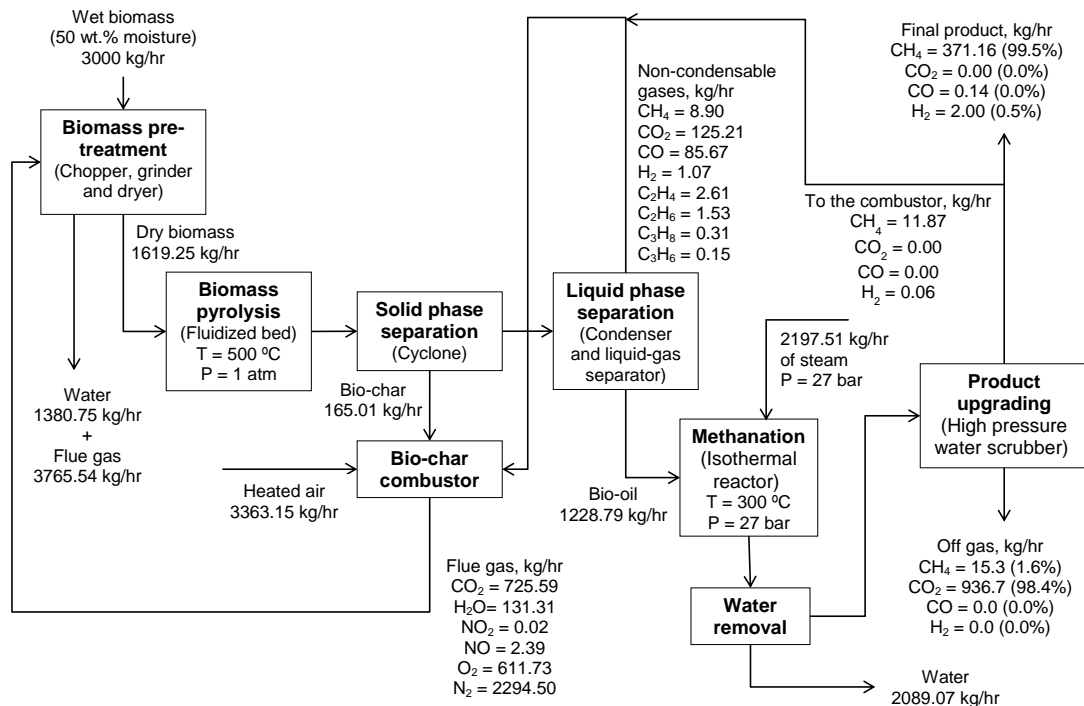 Wet biomass
(50 wt.% moisture)
3000 kg/hr
Biomass pre-
treatment
(Chopper, grinder
and dryer)
Dry biomass
1619.25 kg/hr
Water
1380.75 kg/hr
+
Flue gas
3765.54 kg/hr
Biomass
pyrolysis
(Fluidized bed)
T = 500 ºC
P = 1 atm
Solid phase
separation
(Cyclone)
Bio-char
165.01 kg/hr
Bio-char
combustor
Heated air
3363.15 kg/hr
Flue gas, kg/hr
CO₂ = 725.59
H₂O= 131.31
NO₂ = 0.02
NO = 2.39
O₂ = 611.73
N₂ = 2294.50
Non-condensable
gases, kg/hr
CH₄ = 8.90
CO₂ = 125.21
CO = 85.67
H₂ = 1.07
C₂H₄ = 2.61
C₂H₆ = 1.53
C₃H₈ = 0.31
C₃H₆ = 0.15
Liquid phase
separation
(Condenser
and liquid-gas
separator)
Bio-oil
1228.79 kg/hr
To the combustor, kg/hr
CH₄ = 11.87
CO₂ = 0.00
CO = 0.00
H₂ = 0.06
2197.51 kg/hr
of steam
P = 27 bar
Methanation
(Isothermal
reactor)
T = 300 ºC
P = 27 bar
Water
removal
Water
2089.07 kg/hr
Final product, kg/hr
CH₄ = 371.16 (99.5%)
CO₂ = 0.00 (0.0%)
CO = 0.14 (0.0%)
H₂ = 2.00 (0.5%)
Product
upgrading
(High pressure
water scrubber)
Off gas, kg/hr
CH₄ = 15.3 (1.6%)
CO₂ = 936.7 (98.4%)
CO = 0.0 (0.0%)
H₂ = 0.0 (0.0%)